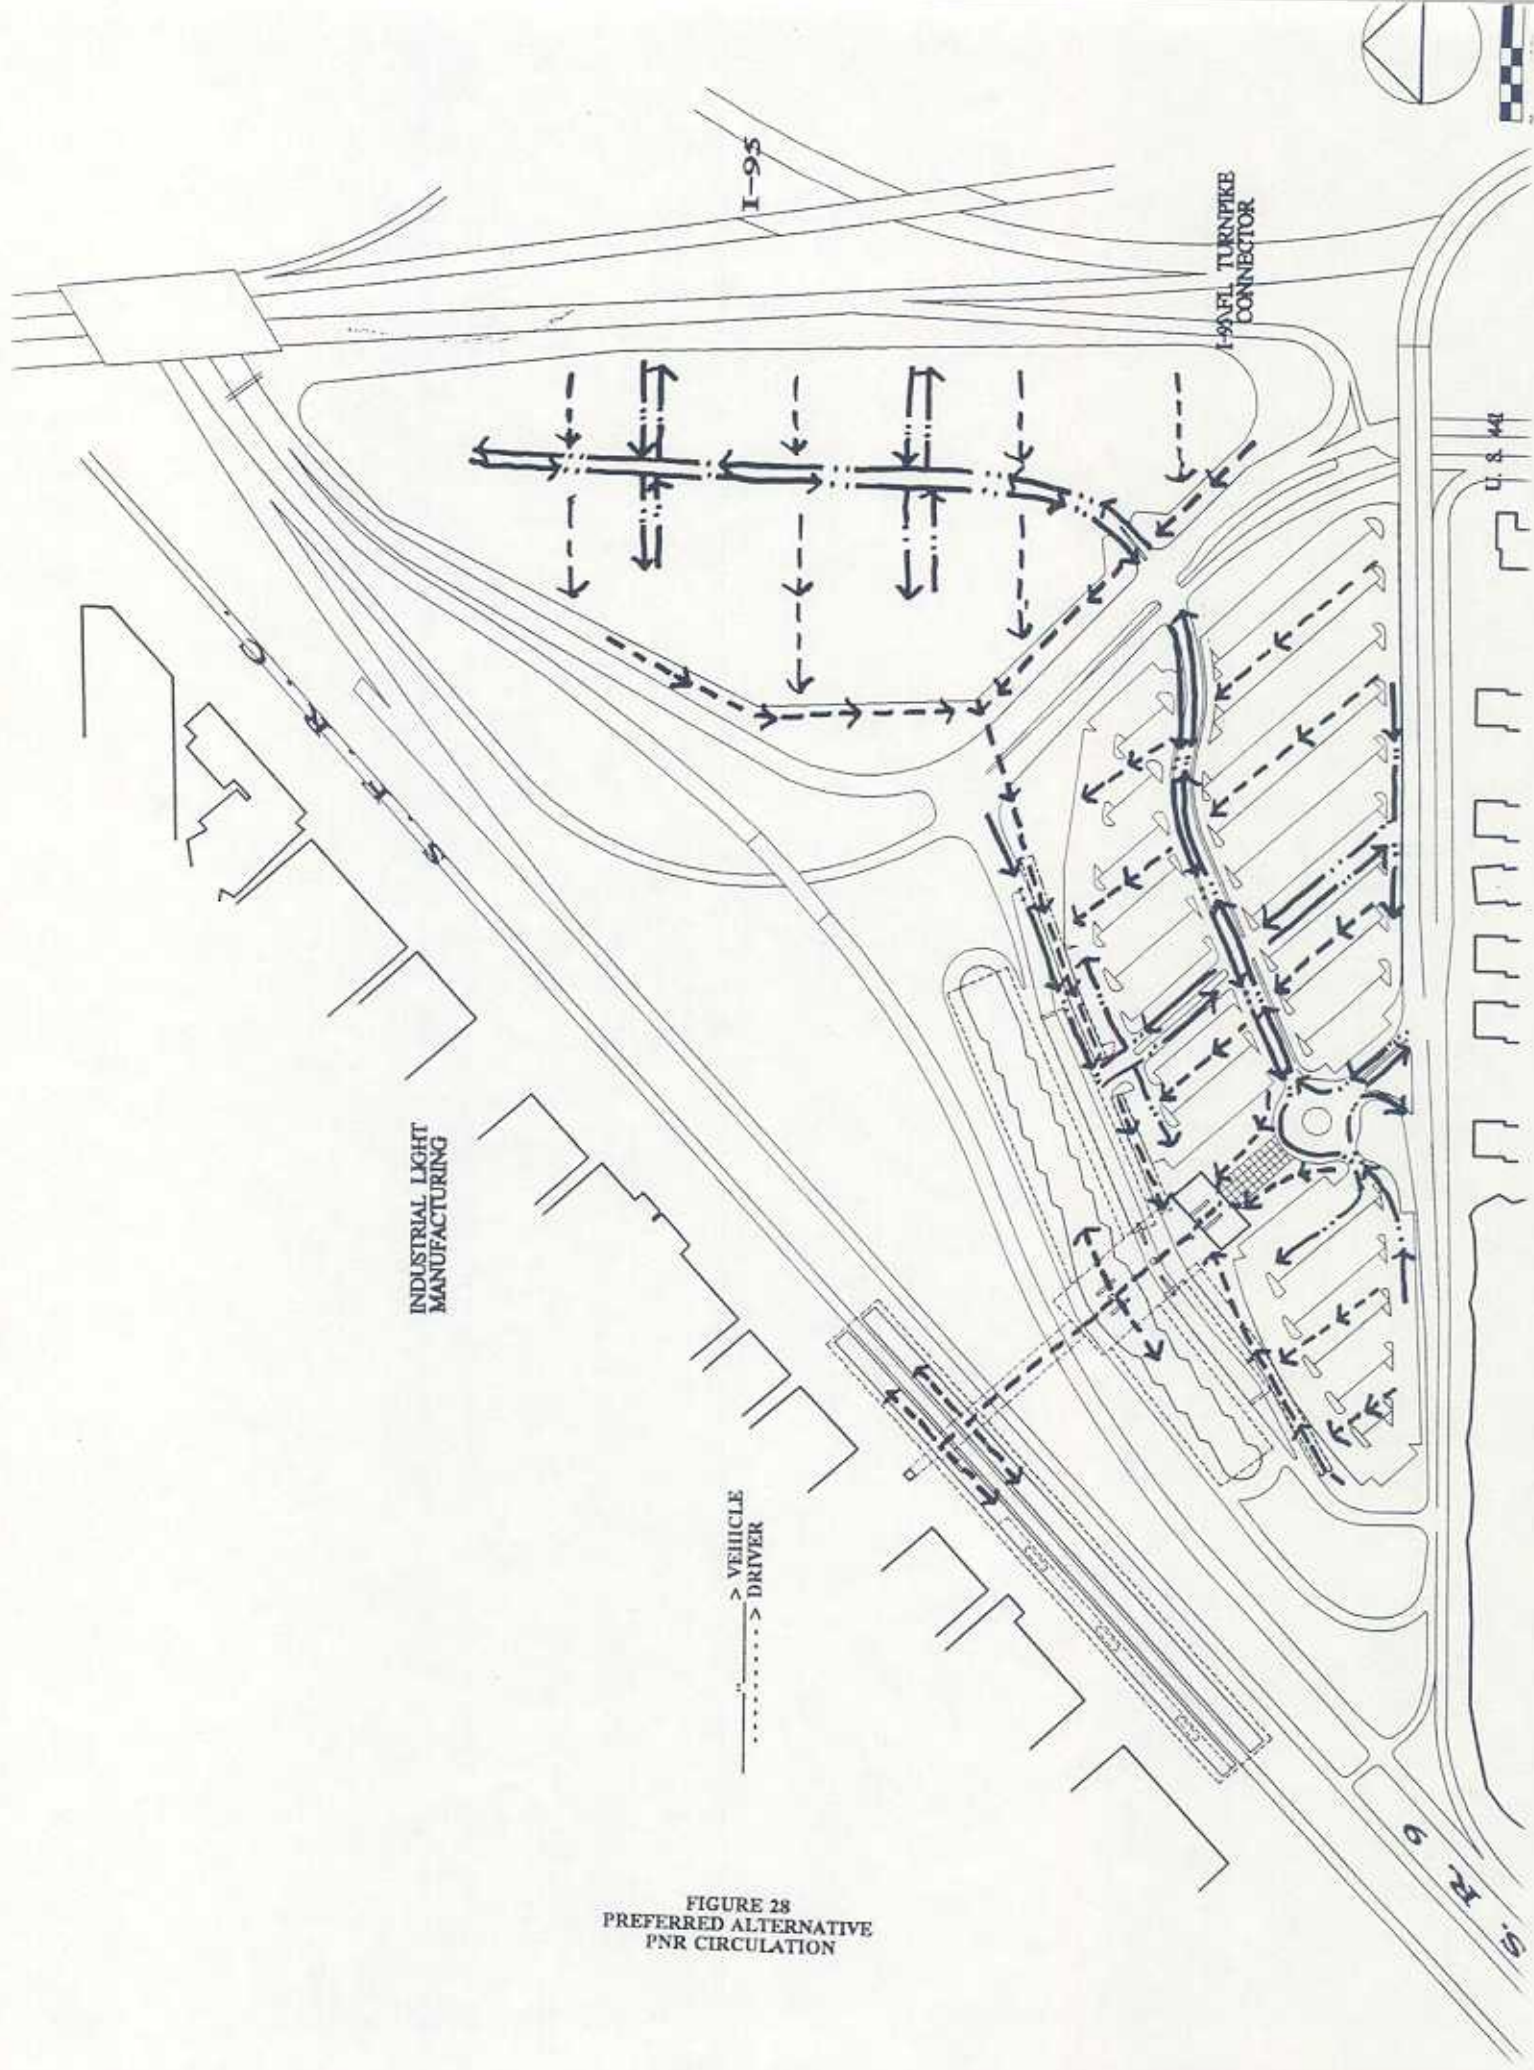 I-95
I-95\FL TURNPIKE
CONNECTOR
U. S. 441
C. R. F. S
INDUSTRIAL LIGHT
MANUFACTURING
> VEHICLE
> DRIVER
S. R 9
FIGURE 28
PREFERRED ALTERNATIVE
PNR CIRCULATION